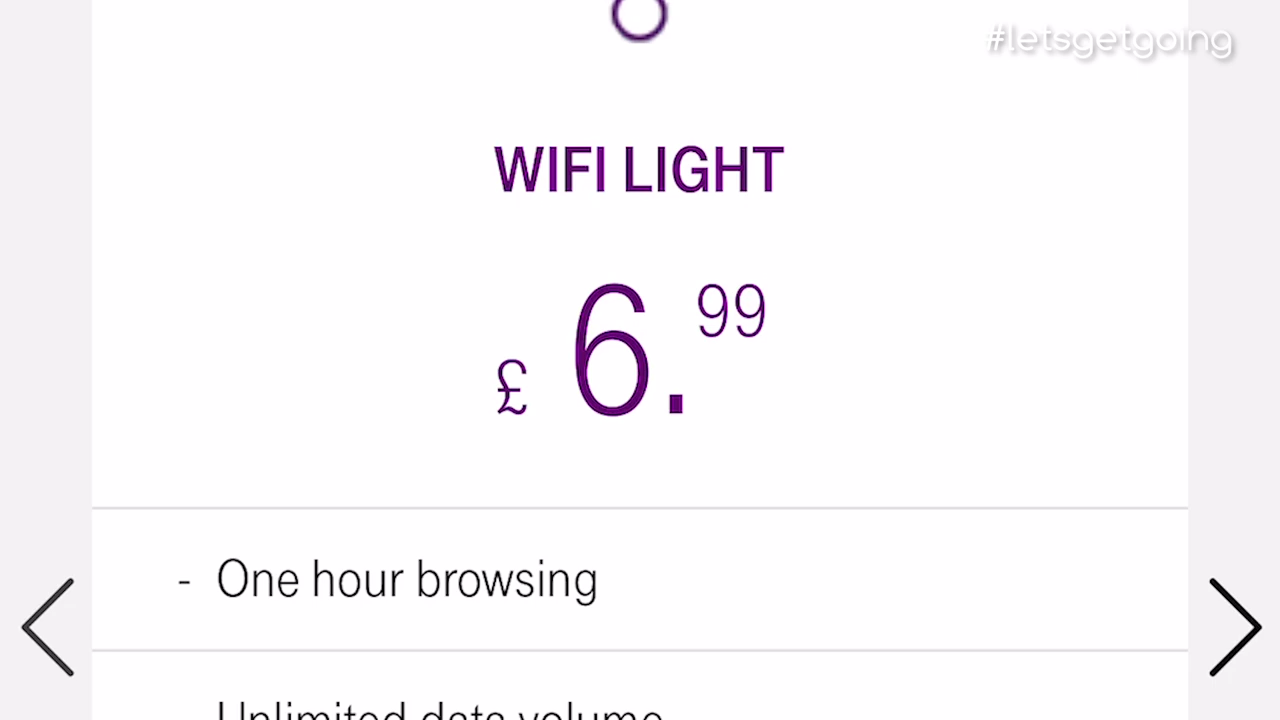 #letsgetgoing
WIFI LIGHT
£ 6.99
- One hour browsing
Unlimited data volume